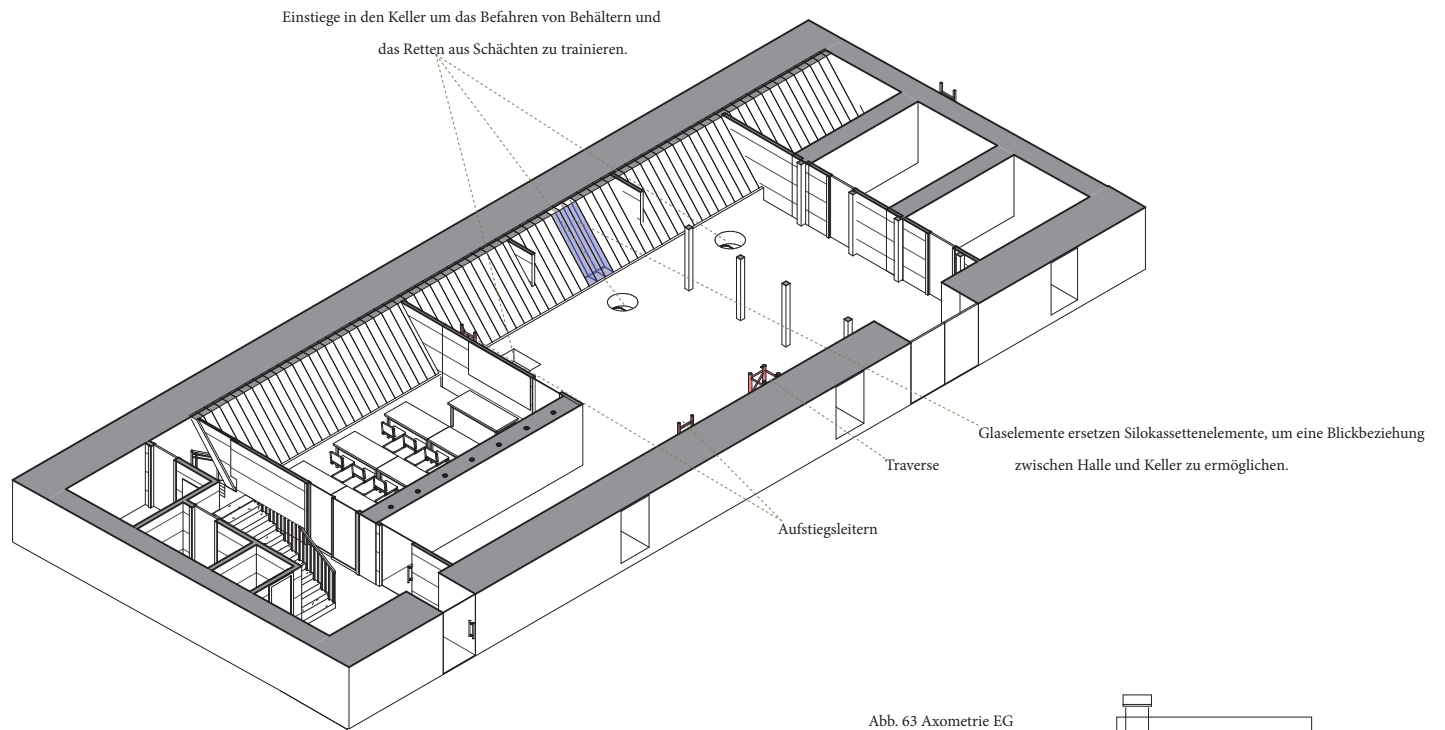 Einstiege in den Keller um das Befahren von Behältern und
das Retten aus Schächten zu trainieren.
Glaselemente ersetzen Silokassettenelemente, um eine Blickbeziehung
zwischen Halle und Keller zu ermöglichen.
Traverse
Aufstiegsleitern
Abb. 63 Axometrie EG